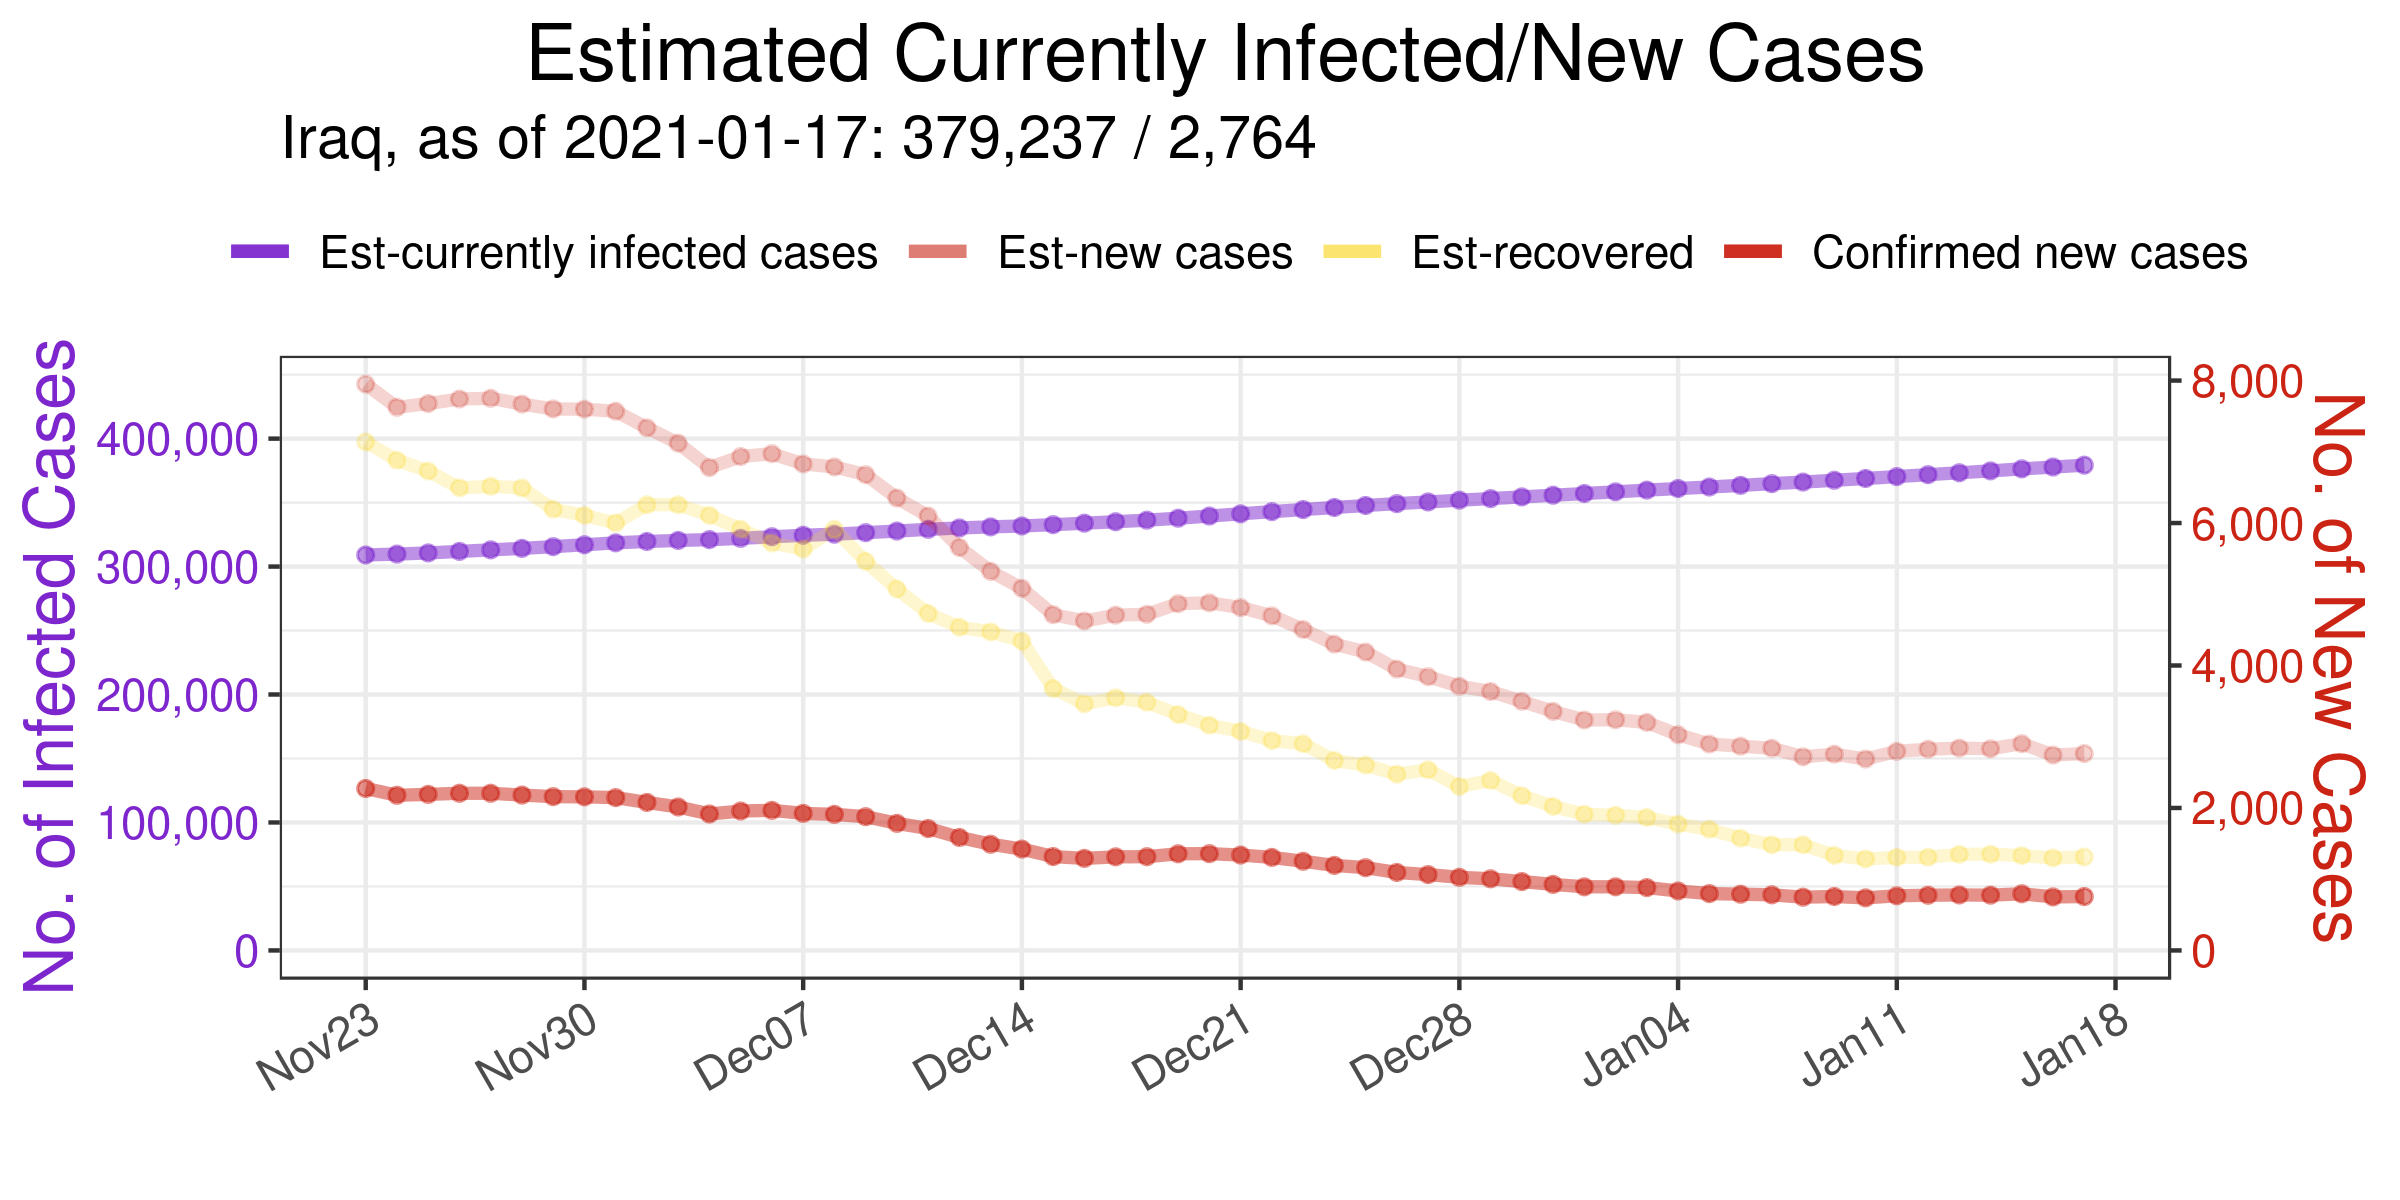 Estimated Currently Infected/New Cases
Iraq, as of 2021-01-17: 379,237 / 2,764
Est-currently infected cases Est-new cases Est-recovered Confirmed new cases
No. of Infected Cases
400,000
300,000
200,000
100,000
0
8,000
6,000
4,000
2,000
0
No. of New Cases
Nov23 Nov30 Dec07 Dec14 Dec21 Dec28 Jan04 Jan11 Jan18